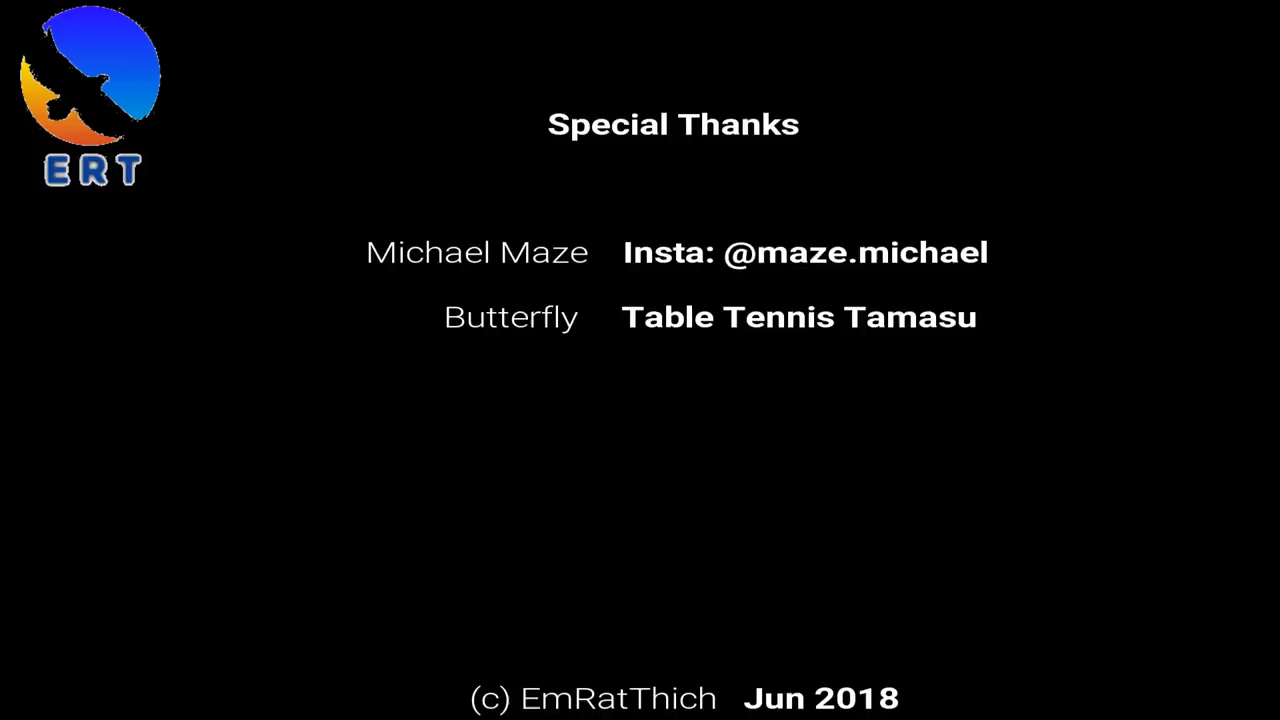 ERT
Special Thanks
Michael Maze Insta: @maze.michael
Butterfly Table Tennis Tamasu
(c) EmRatThich Jun 2018